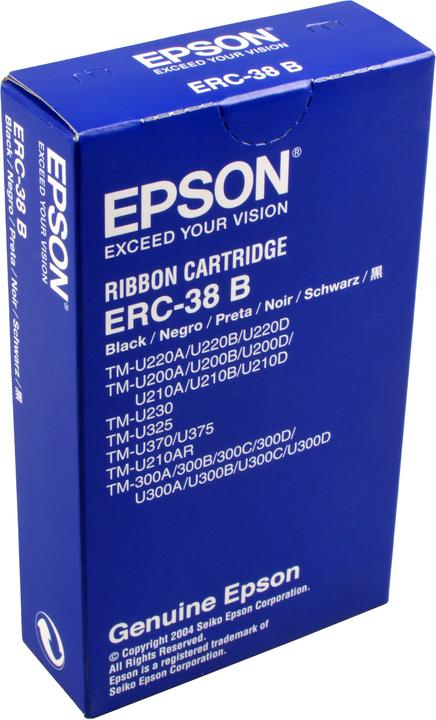 EPSON
EXCEED YOUR VISION
ERC-38 B
EPSON®
EXCEED YOUR VISION
RIBBON CARTRIDGE
ERC-38 B
Black / Negro / Preta / Noir / Schwarz / 黒
TM-U220A/U220B/U220D
TM-U200A/U200B/U200D/
U210A/U210B/U210D
TM-U230
TM-U325
TM-U370/U375
TM-U210AR
TM-300A/300B/300C/300D/
U300A/U300B/U300C/U300D
Genuine Epson
Copyright © 2004 Seiko Epson Corporation.
All Rights Reserved.
Epson is a registered trademark of
Seiko Epson Corporation.
EPSON
EXCEED YOUR VISION
ERC-38 B
Black / Negro / Preta / Noir / Schwarz / 黒